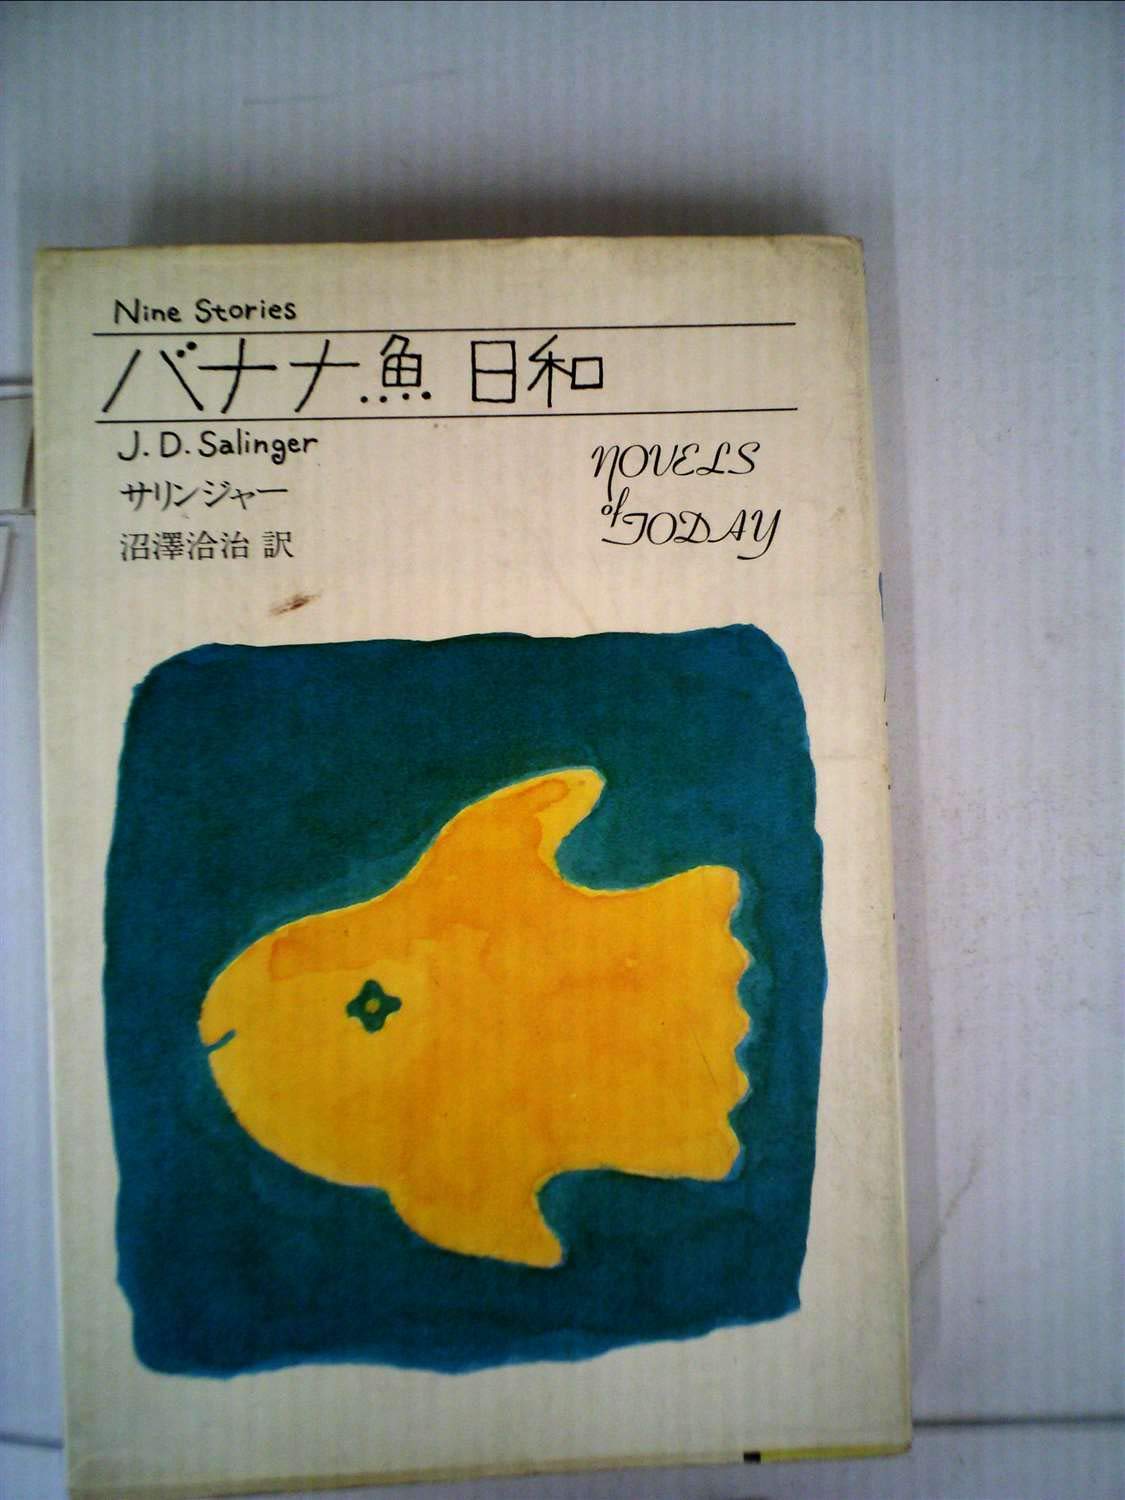 Nine Stories
バナナ魚 日和
J. D. Salinger
サリンジャー
沼澤洽治 訳
NOVELS
of TODAY